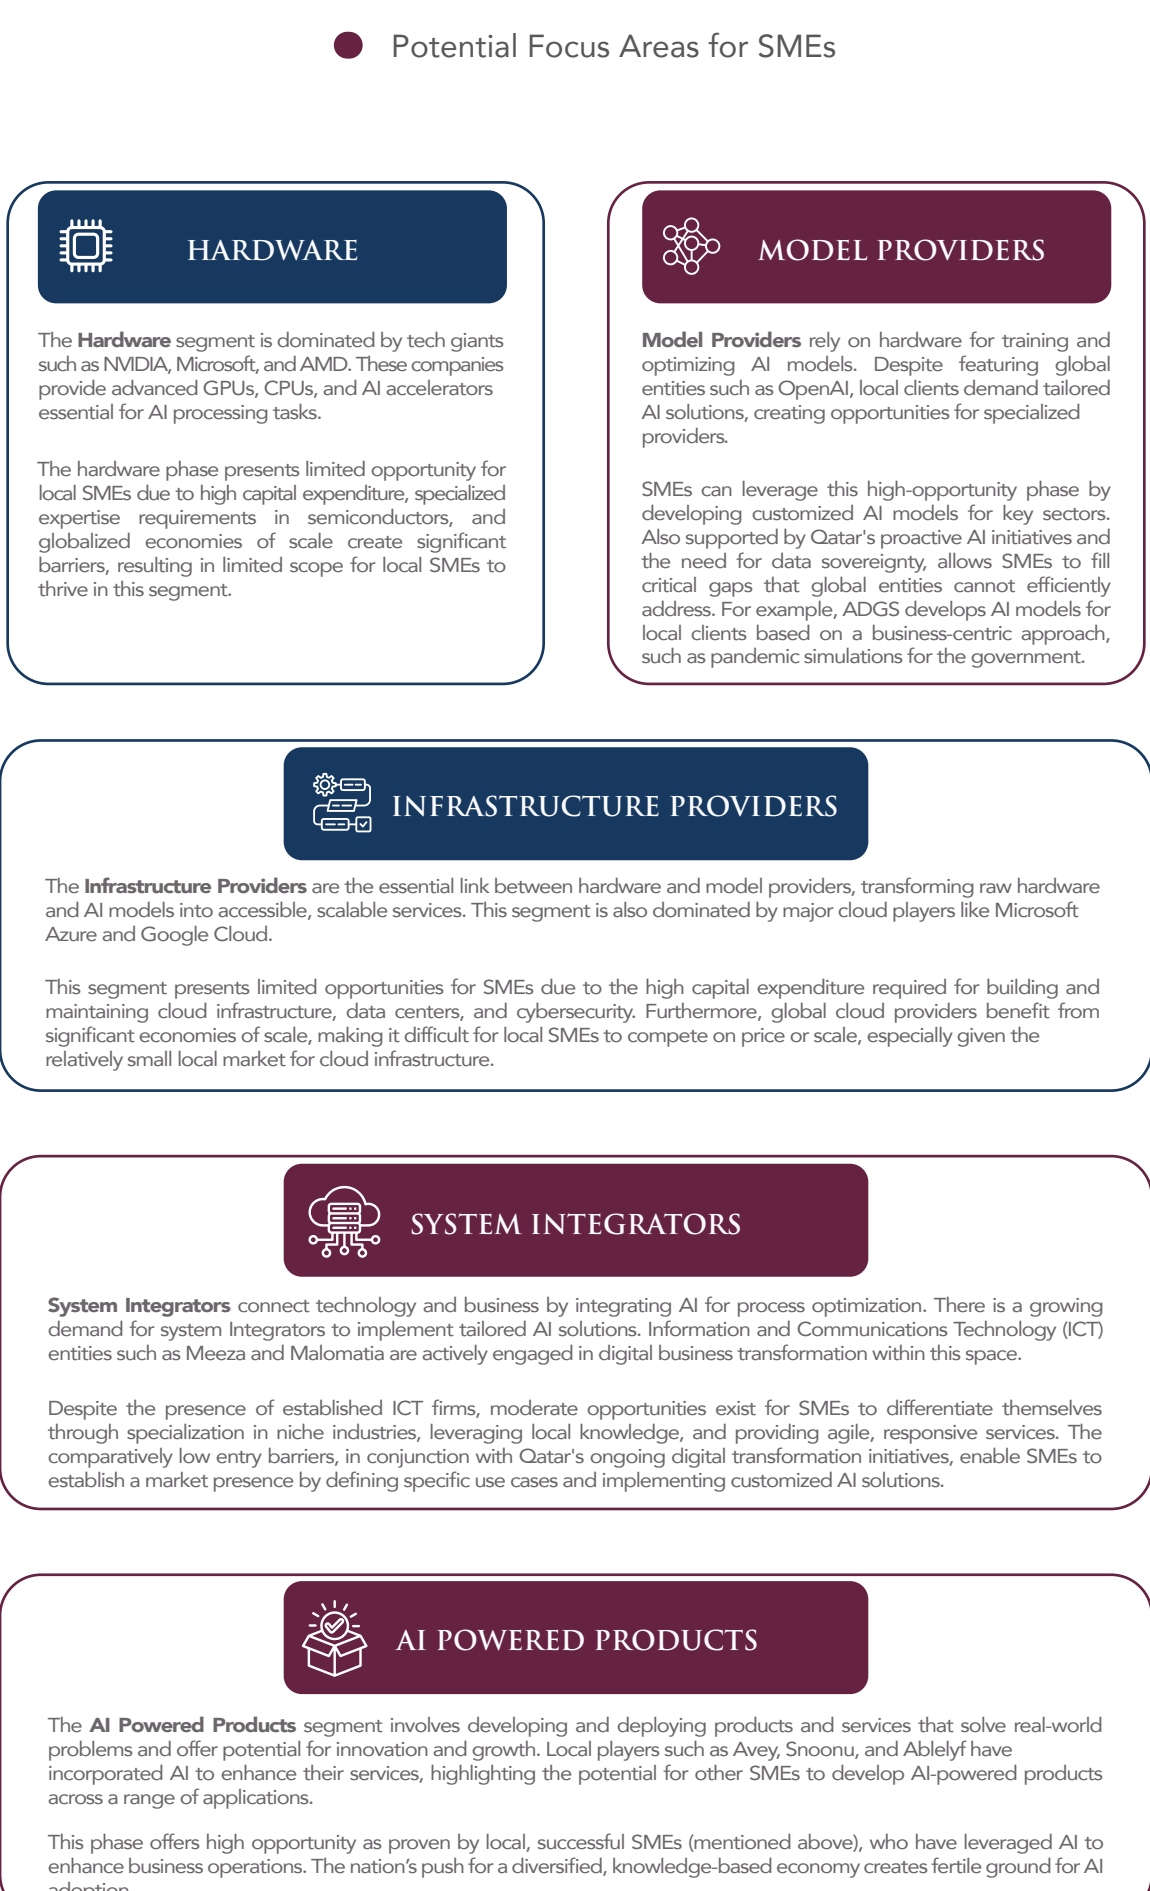 Potential Focus Areas for SMEs
HARDWARE
The Hardware segment is dominated by tech giants
such as NVIDIA, Microsoft, and AMD. These companies
provide advanced GPUs, CPUs, and AI accelerators
essential for AI processing tasks.
The hardware phase presents limited opportunity for
local SMEs due to high capital expenditure, specialized
expertise requirements in semiconductors, and
globalized economies of scale create significant
barriers, resulting in limited scope for local SMEs to
thrive in this segment.
MODEL PROVIDERS
Model Providers rely on hardware for training and
optimizing AI models. Despite featuring global
entities such as OpenAI, local clients demand tailored
AI solutions, creating opportunities for specialized
providers.
SMEs can leverage this high-opportunity phase by
developing customized AI models for key sectors.
Also supported by Qatar's proactive AI initiatives and
the need for data sovereignty, allows SMEs to fill
critical gaps that global entities cannot efficiently
address. For example, ADGS develops AI models for
local clients based on a business-centric approach,
such as pandemic simulations for the government.
INFRASTRUCTURE PROVIDERS
The Infrastructure Providers are the essential link between hardware and model providers, transforming raw hardware
and AI models into accessible, scalable services. This segment is also dominated by major cloud players like Microsoft
Azure and Google Cloud.
This segment presents limited opportunities for SMEs due to the high capital expenditure required for building and
maintaining cloud infrastructure, data centers, and cybersecurity. Furthermore, global cloud providers benefit from
significant economies of scale, making it difficult for local SMEs to compete on price or scale, especially given the
relatively small local market for cloud infrastructure.
SYSTEM INTEGRATORS
System Integrators connect technology and business by integrating AI for process optimization. There is a growing
demand for system Integrators to implement tailored AI solutions. Information and Communications Technology (ICT)
entities such as Meeza and Malomatia are actively engaged in digital business transformation within this space.
Despite the presence of established ICT firms, moderate opportunities exist for SMEs to differentiate themselves
through specialization in niche industries, leveraging local knowledge, and providing agile, responsive services. The
comparatively low entry barriers, in conjunction with Qatar's ongoing digital transformation initiatives, enable SMEs to
establish a market presence by defining specific use cases and implementing customized AI solutions.
AI POWERED PRODUCTS
The AI Powered Products segment involves developing and deploying products and services that solve real-world
problems and offer potential for innovation and growth. Local players such as Avey, Snoonu, and Ablelyf have
incorporated AI to enhance their services, highlighting the potential for other SMEs to develop AI-powered products
across a range of applications.
This phase offers high opportunity as proven by local, successful SMEs (mentioned above), who have leveraged AI to
enhance business operations. The nation’s push for a diversified, knowledge-based economy creates fertile ground for AI
adoption.